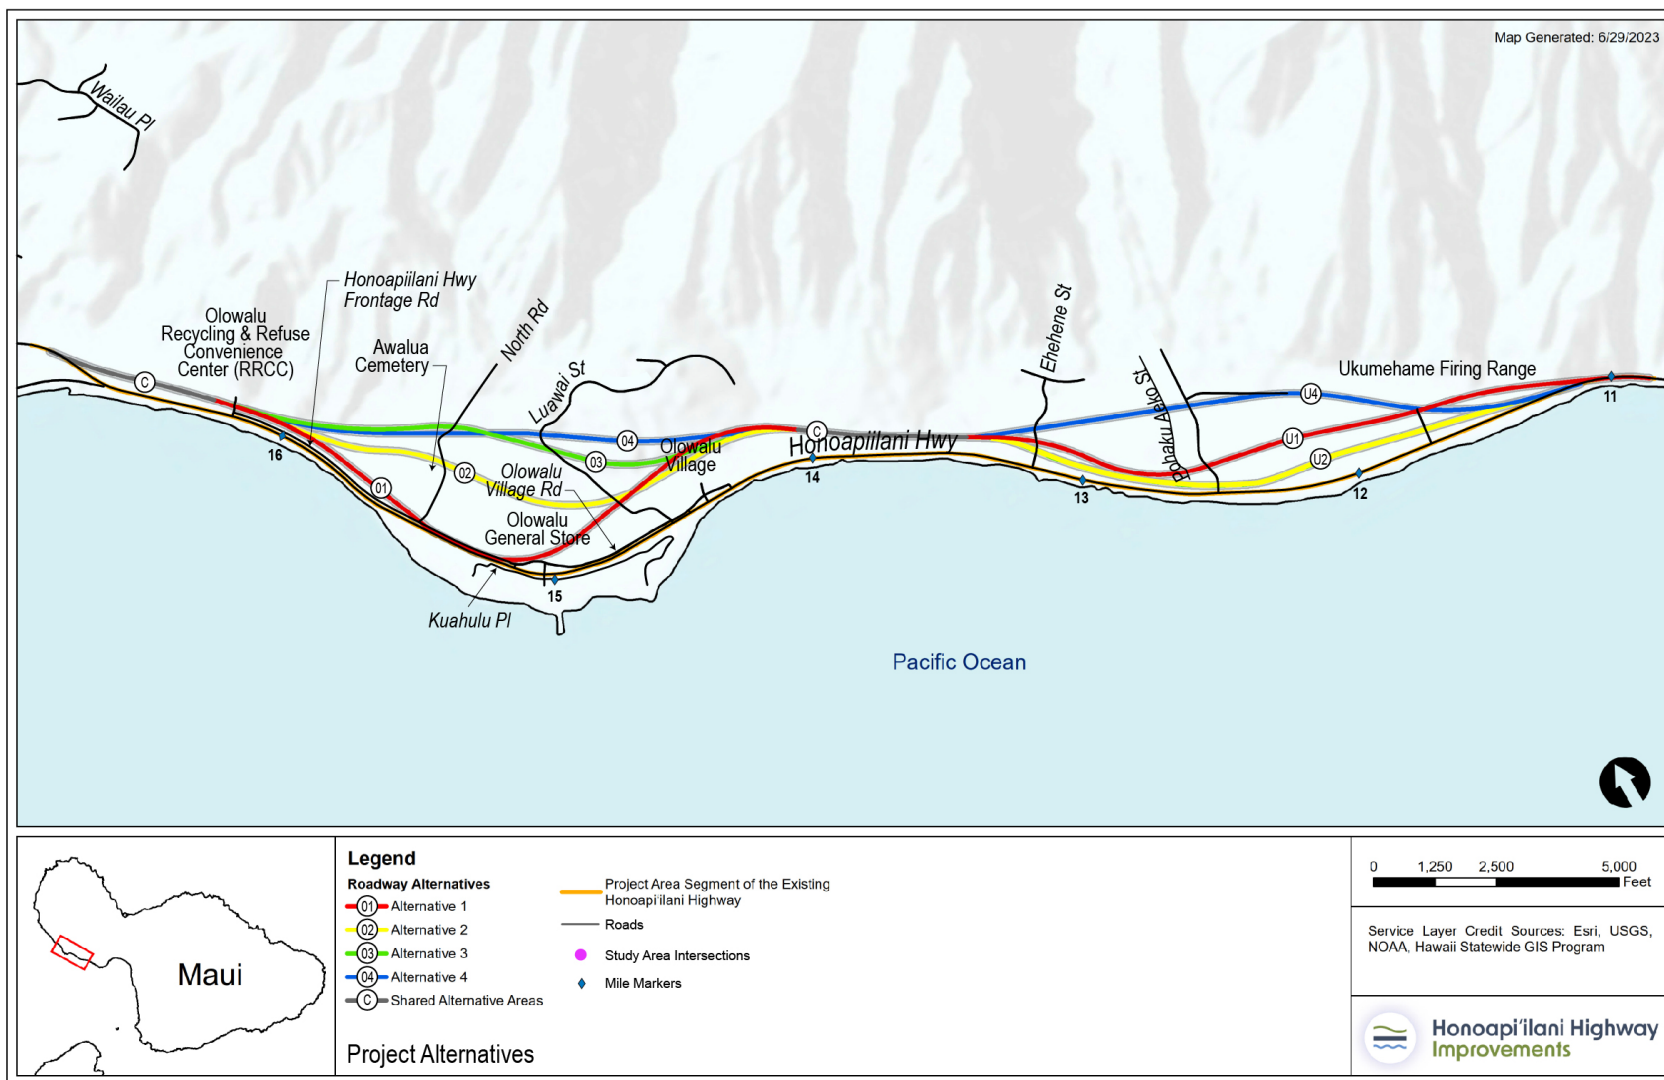 Map Generated: 6/29/2023
Wailau Pl
Honoapiilani Hwy
Frontage Rd
Olowalu
Recycling & Refuse
Convenience
Center (RRCC)
Awalua
Cemetery
North Rd
Luawai St
Ehehene St
Pohaku Aeko St
Ukumehame Firing Range
C
16
01
02
03
04
Olowalu
Village
C
Honoapiilani Hwy
14
Olowalu
Village Rd
Olowalu
General Store
15
Kuahulu Pl
13
U4
U1
U2
12
11
Pacific Ocean
Maui
Legend
Roadway Alternatives
01 Alternative 1
02 Alternative 2
03 Alternative 3
04 Alternative 4
C Shared Alternative Areas
Project Area Segment of the Existing
Honoapiʻilani Highway
Roads
Study Area Intersections
Mile Markers
Project Alternatives
0 1,250 2,500 5,000
Feet
Service Layer Credit Sources: Esri, USGS,
NOAA, Hawaii Statewide GIS Program
Honoapiʻilani Highway
Improvements